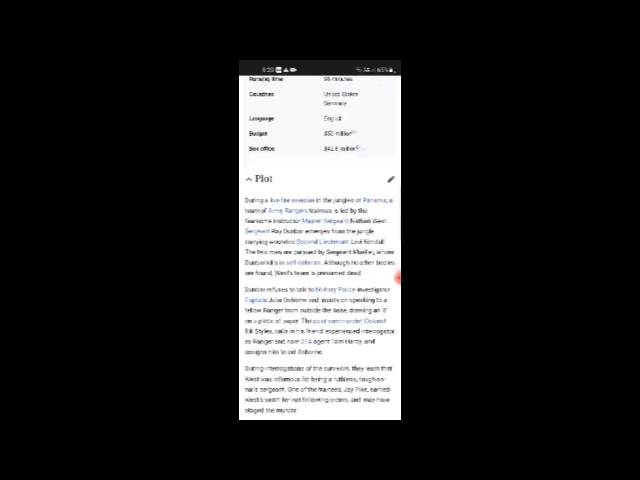 Running time 98 minutes
Countries United States
Germany
Language English
Budget $50 million
Box office
Plot
During a live fire exercise in the jungles of Panama, a
team of Army Rangers trainees is led by the
fearsome instructor Master Sergeant Nathan West.
Sergeant Ray Dunbar emerges from the jungle
carrying wounded Second Lieutenant Levi Kendall
The two men are pursued by Sergeant Mueller, whom
Dunbar kills in self-defense. Although no other bodies
are found, West's team is presumed dead.
Dunbar refuses to talk to Military Police investigator
Captain Julia Osborne and insists on speaking to a
fellow Ranger from outside the base, drawing an '8'
on a piece of paper. The post commander, Colonel
Bill Styles, calls in his friend: experienced interrogator
ex-Ranger and now DEA agent Tom Hardy, and
assigns him to aid Osborne.
During interrogations of the survivors, they learn that
West was infamous for being a ruthless, tough-as-
nails sergeant. One of the trainees, Jay Pike, earned
West's wrath for not following orders, and may have
staged the murder.